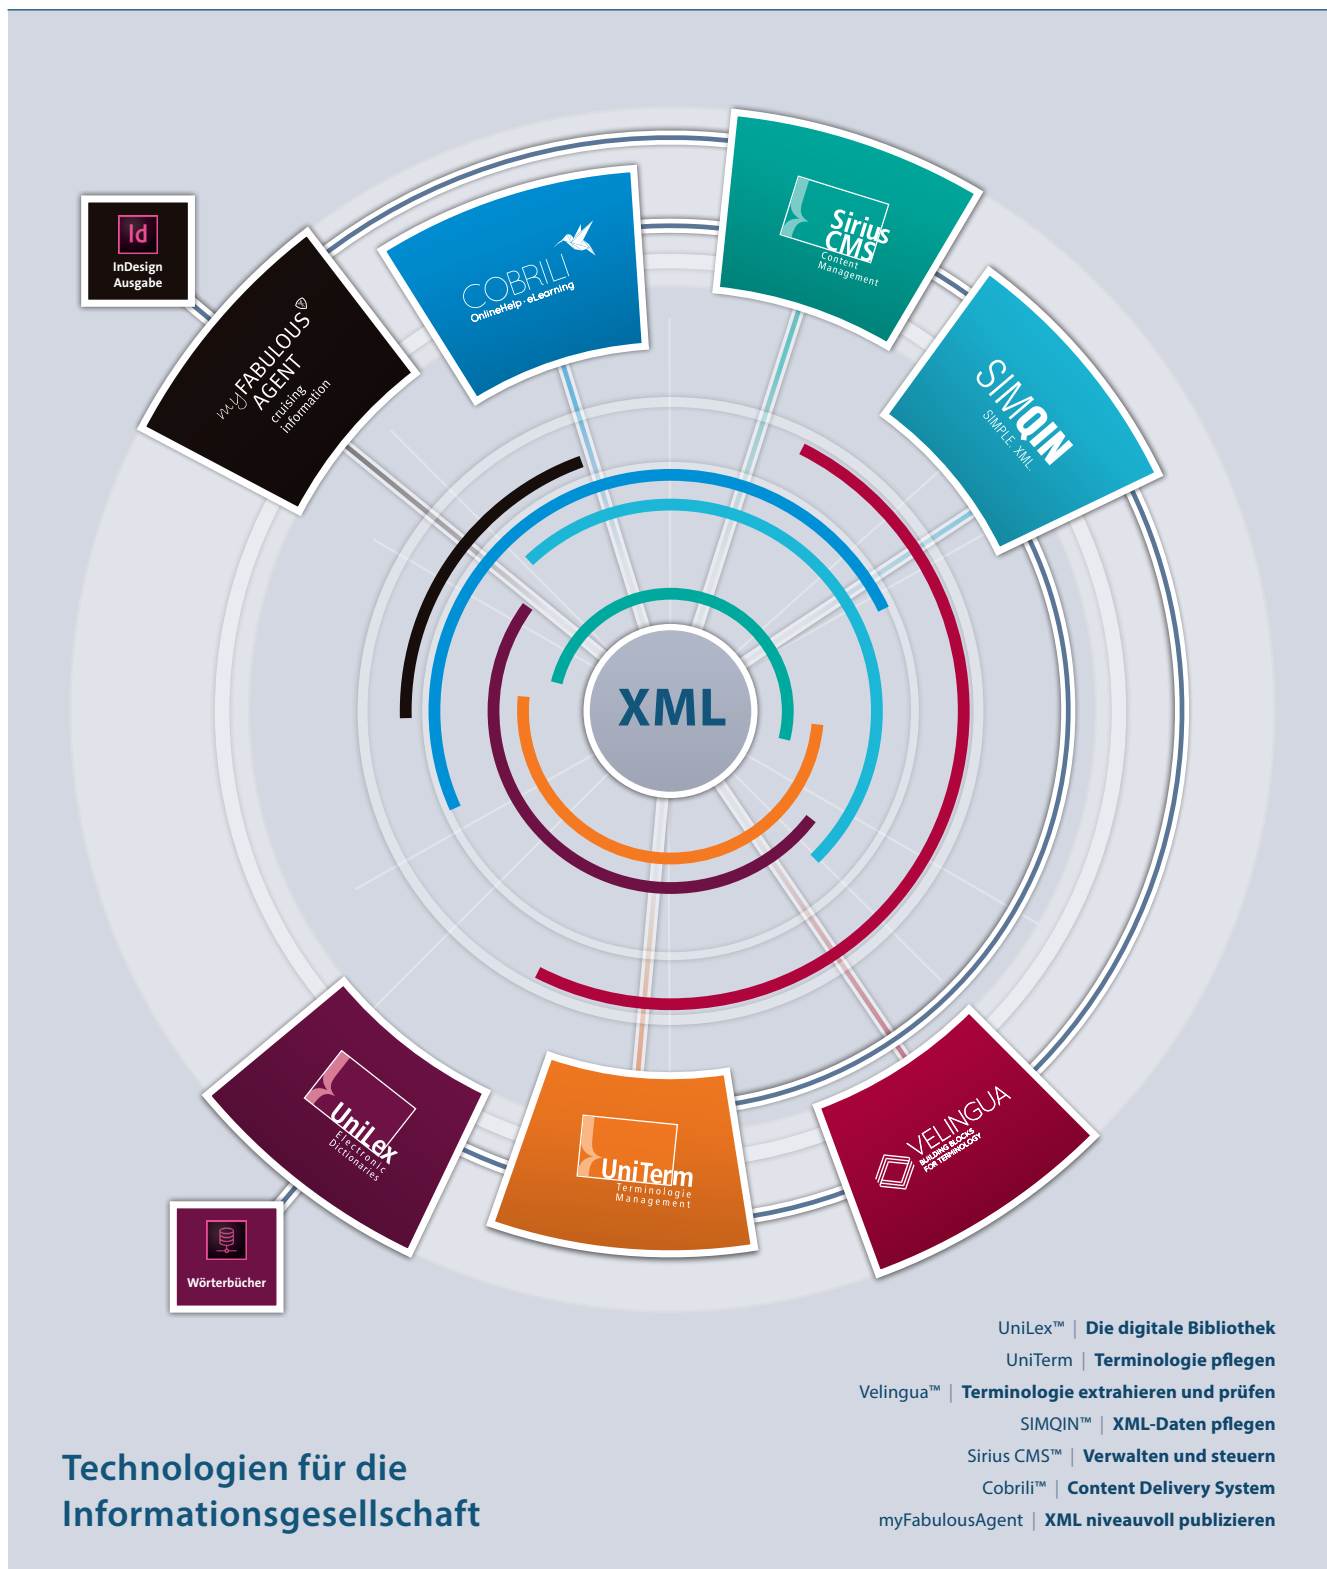 Sirius
CMS
Content
Management
Id
InDesign
Ausgabe
COBRILI
OnlineHelp · eLearning
myFABULOUS
AGENT
cruising
information
SIMQIN
SIMPLE. XML.
XML
UniLex
Electronic
Dictionaries
UniTerm
Terminologie
Management
VELINGUA
BUILDING BLOCKS
FOR TERMINOLOGY
Wörterbücher
UniLex™ | Die digitale Bibliothek
UniTerm | Terminologie pflegen
Velingua™ | Terminologie extrahieren und prüfen
SIMQIN™ | XML-Daten pflegen
Sirius CMS™ | Verwalten und steuern
Cobrili™ | Content Delivery System
myFabulousAgent | XML niveauvoll publizieren
Technologien für die
Informationsgesellschaft